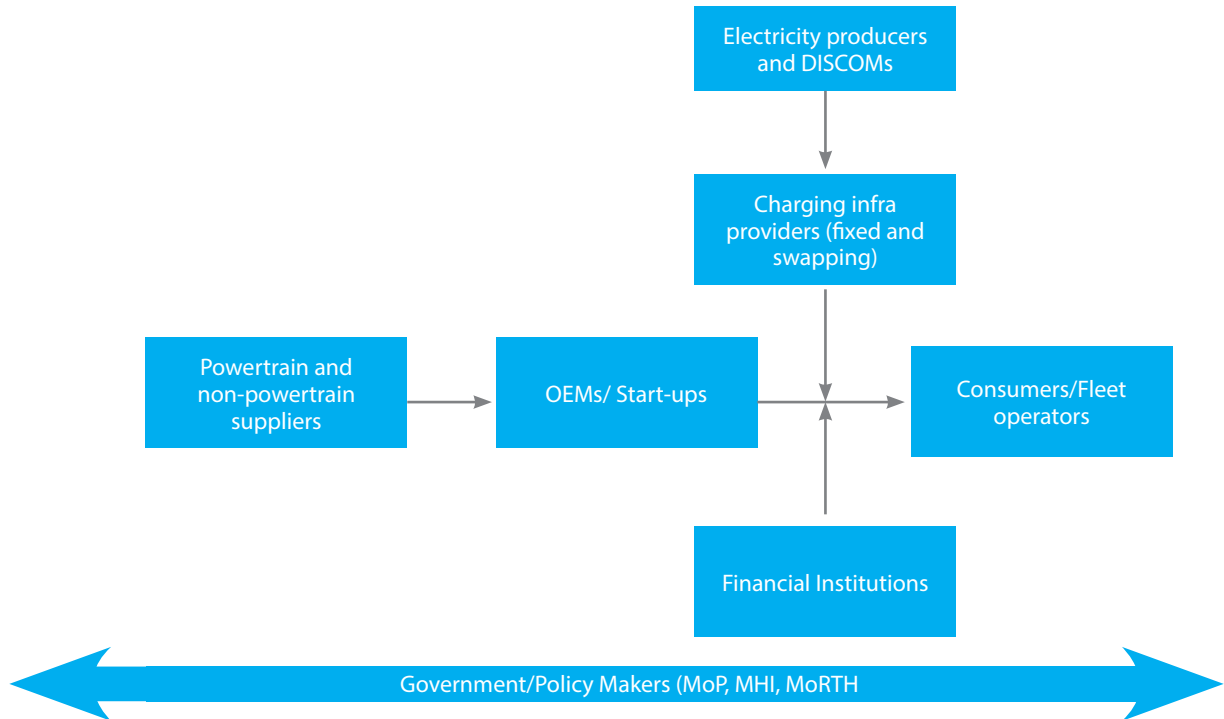 Electricity producers
and DISCOMs
Charging infra
providers (fixed and
swapping)
Powertrain and
non-powertrain
suppliers
OEMs/ Start-ups
Consumers/Fleet
operators
Financial Institutions
Government/Policy Makers (MoP, MHI, MoRTH